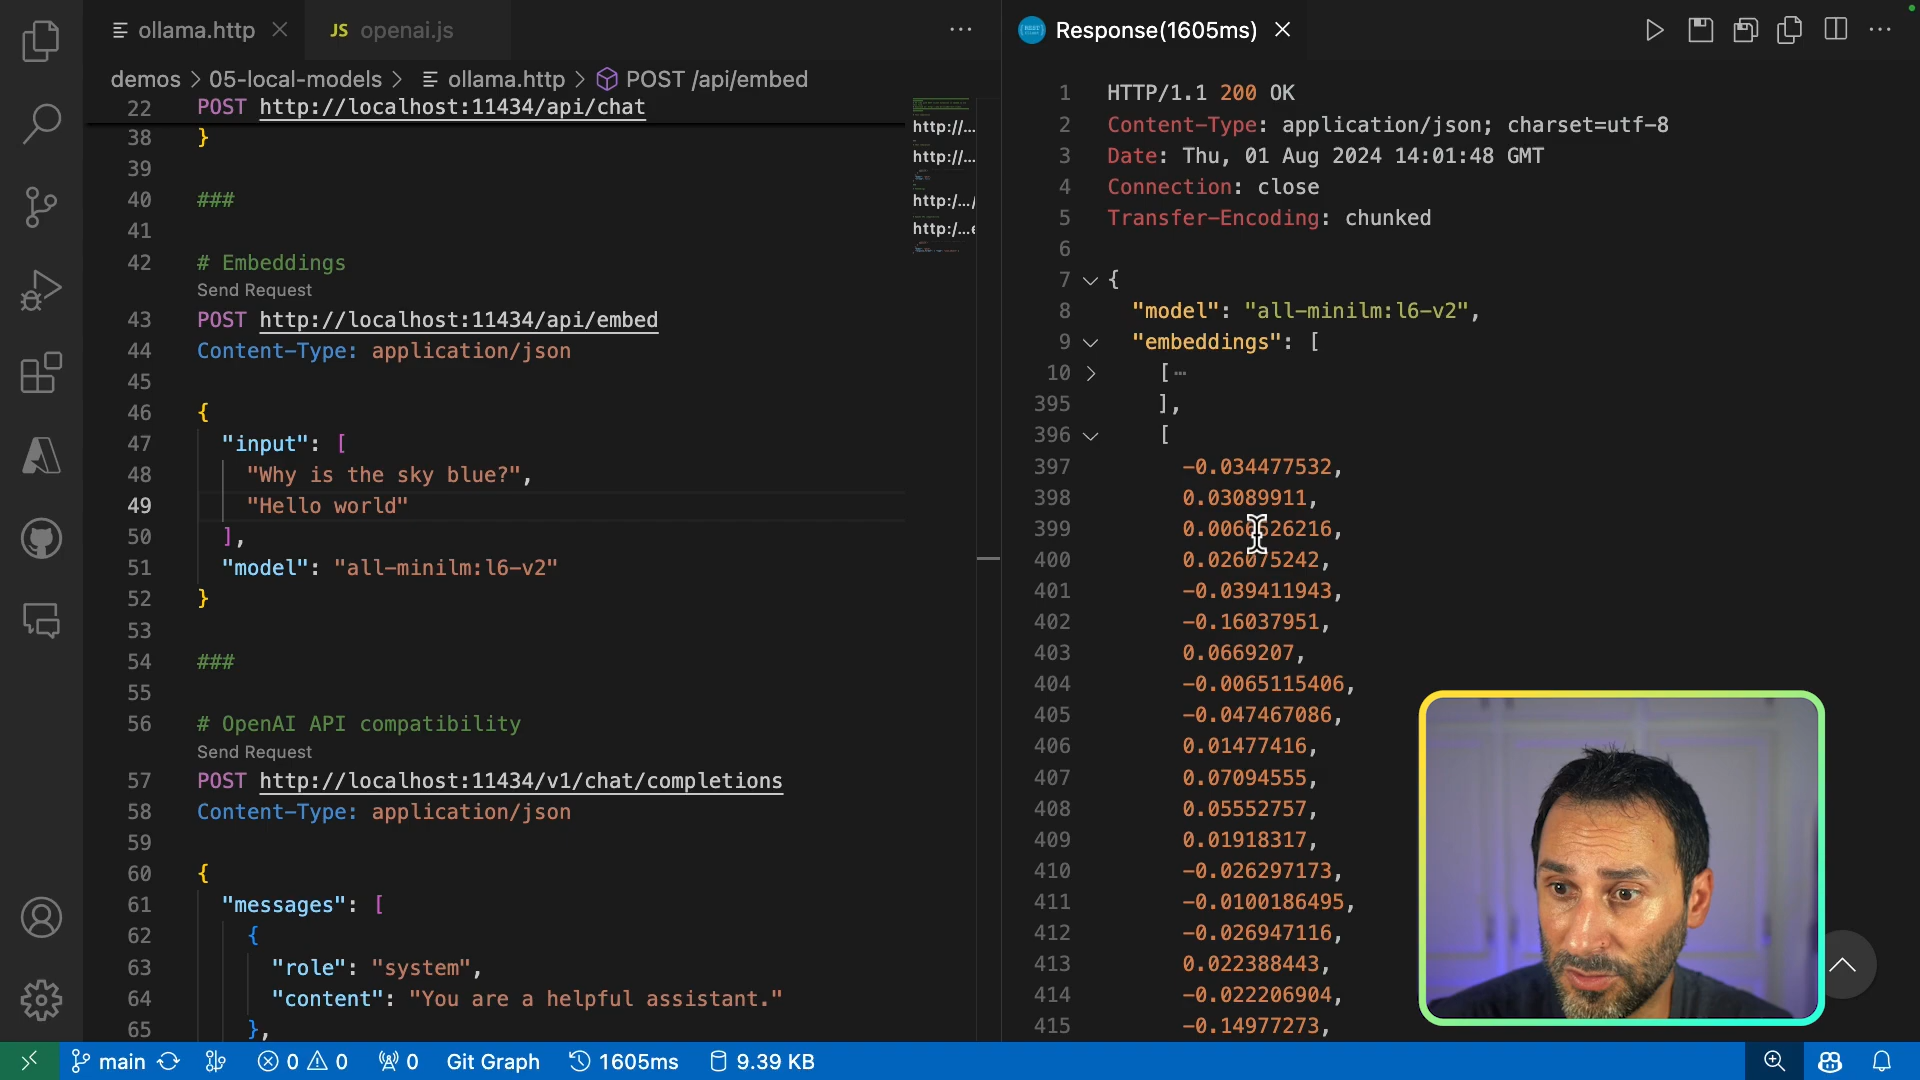 ollama.http
JS openai.js
demos > 05-local-models > ollama.http > POST /api/embed
22 POST http://localhost:11434/api/chat
38 }
39
40 ###
41
42 # Embeddings
Send Request
43 POST http://localhost:11434/api/embed
44 Content-Type: application/json
45
46 {
47 "input": [
48 "Why is the sky blue?",
49 "Hello world"
50 ],
51 "model": "all-minilm:l6-v2"
52 }
53
54 ###
55
56 # OpenAI API compatibility
Send Request
57 POST http://localhost:11434/v1/chat/completions
58 Content-Type: application/json
59
60 {
61 "messages": [
62 {
63 "role": "system",
64 "content": "You are a helpful assistant."
65 },
http://...
http://...
http:/.../
http:/...e
Response(1605ms)
1 HTTP/1.1 200 OK
2 Content-Type: application/json; charset=utf-8
3 Date: Thu, 01 Aug 2024 14:01:48 GMT
4 Connection: close
5 Transfer-Encoding: chunked
6
7 {
8 "model": "all-minilm:l6-v2",
9 "embeddings": [
10 [ ...
395 ],
396 [
397 -0.034477532,
398 0.03089911,
399
400 0.026075242,
401 -0.039411943,
402 -0.16037951,
403 0.0669207,
404 -0.0065115406,
405 -0.047467086,
406 0.01477416,
407 0.07094555,
408 0.05552757,
409 0.01918317,
410 -0.026297173,
411 -0.0100186495,
412 -0.026947116,
413 0.022388443,
414 -0.022206904,
415 -0.14977273,
main
0 0
0
Git Graph
1605ms
9.39 KB